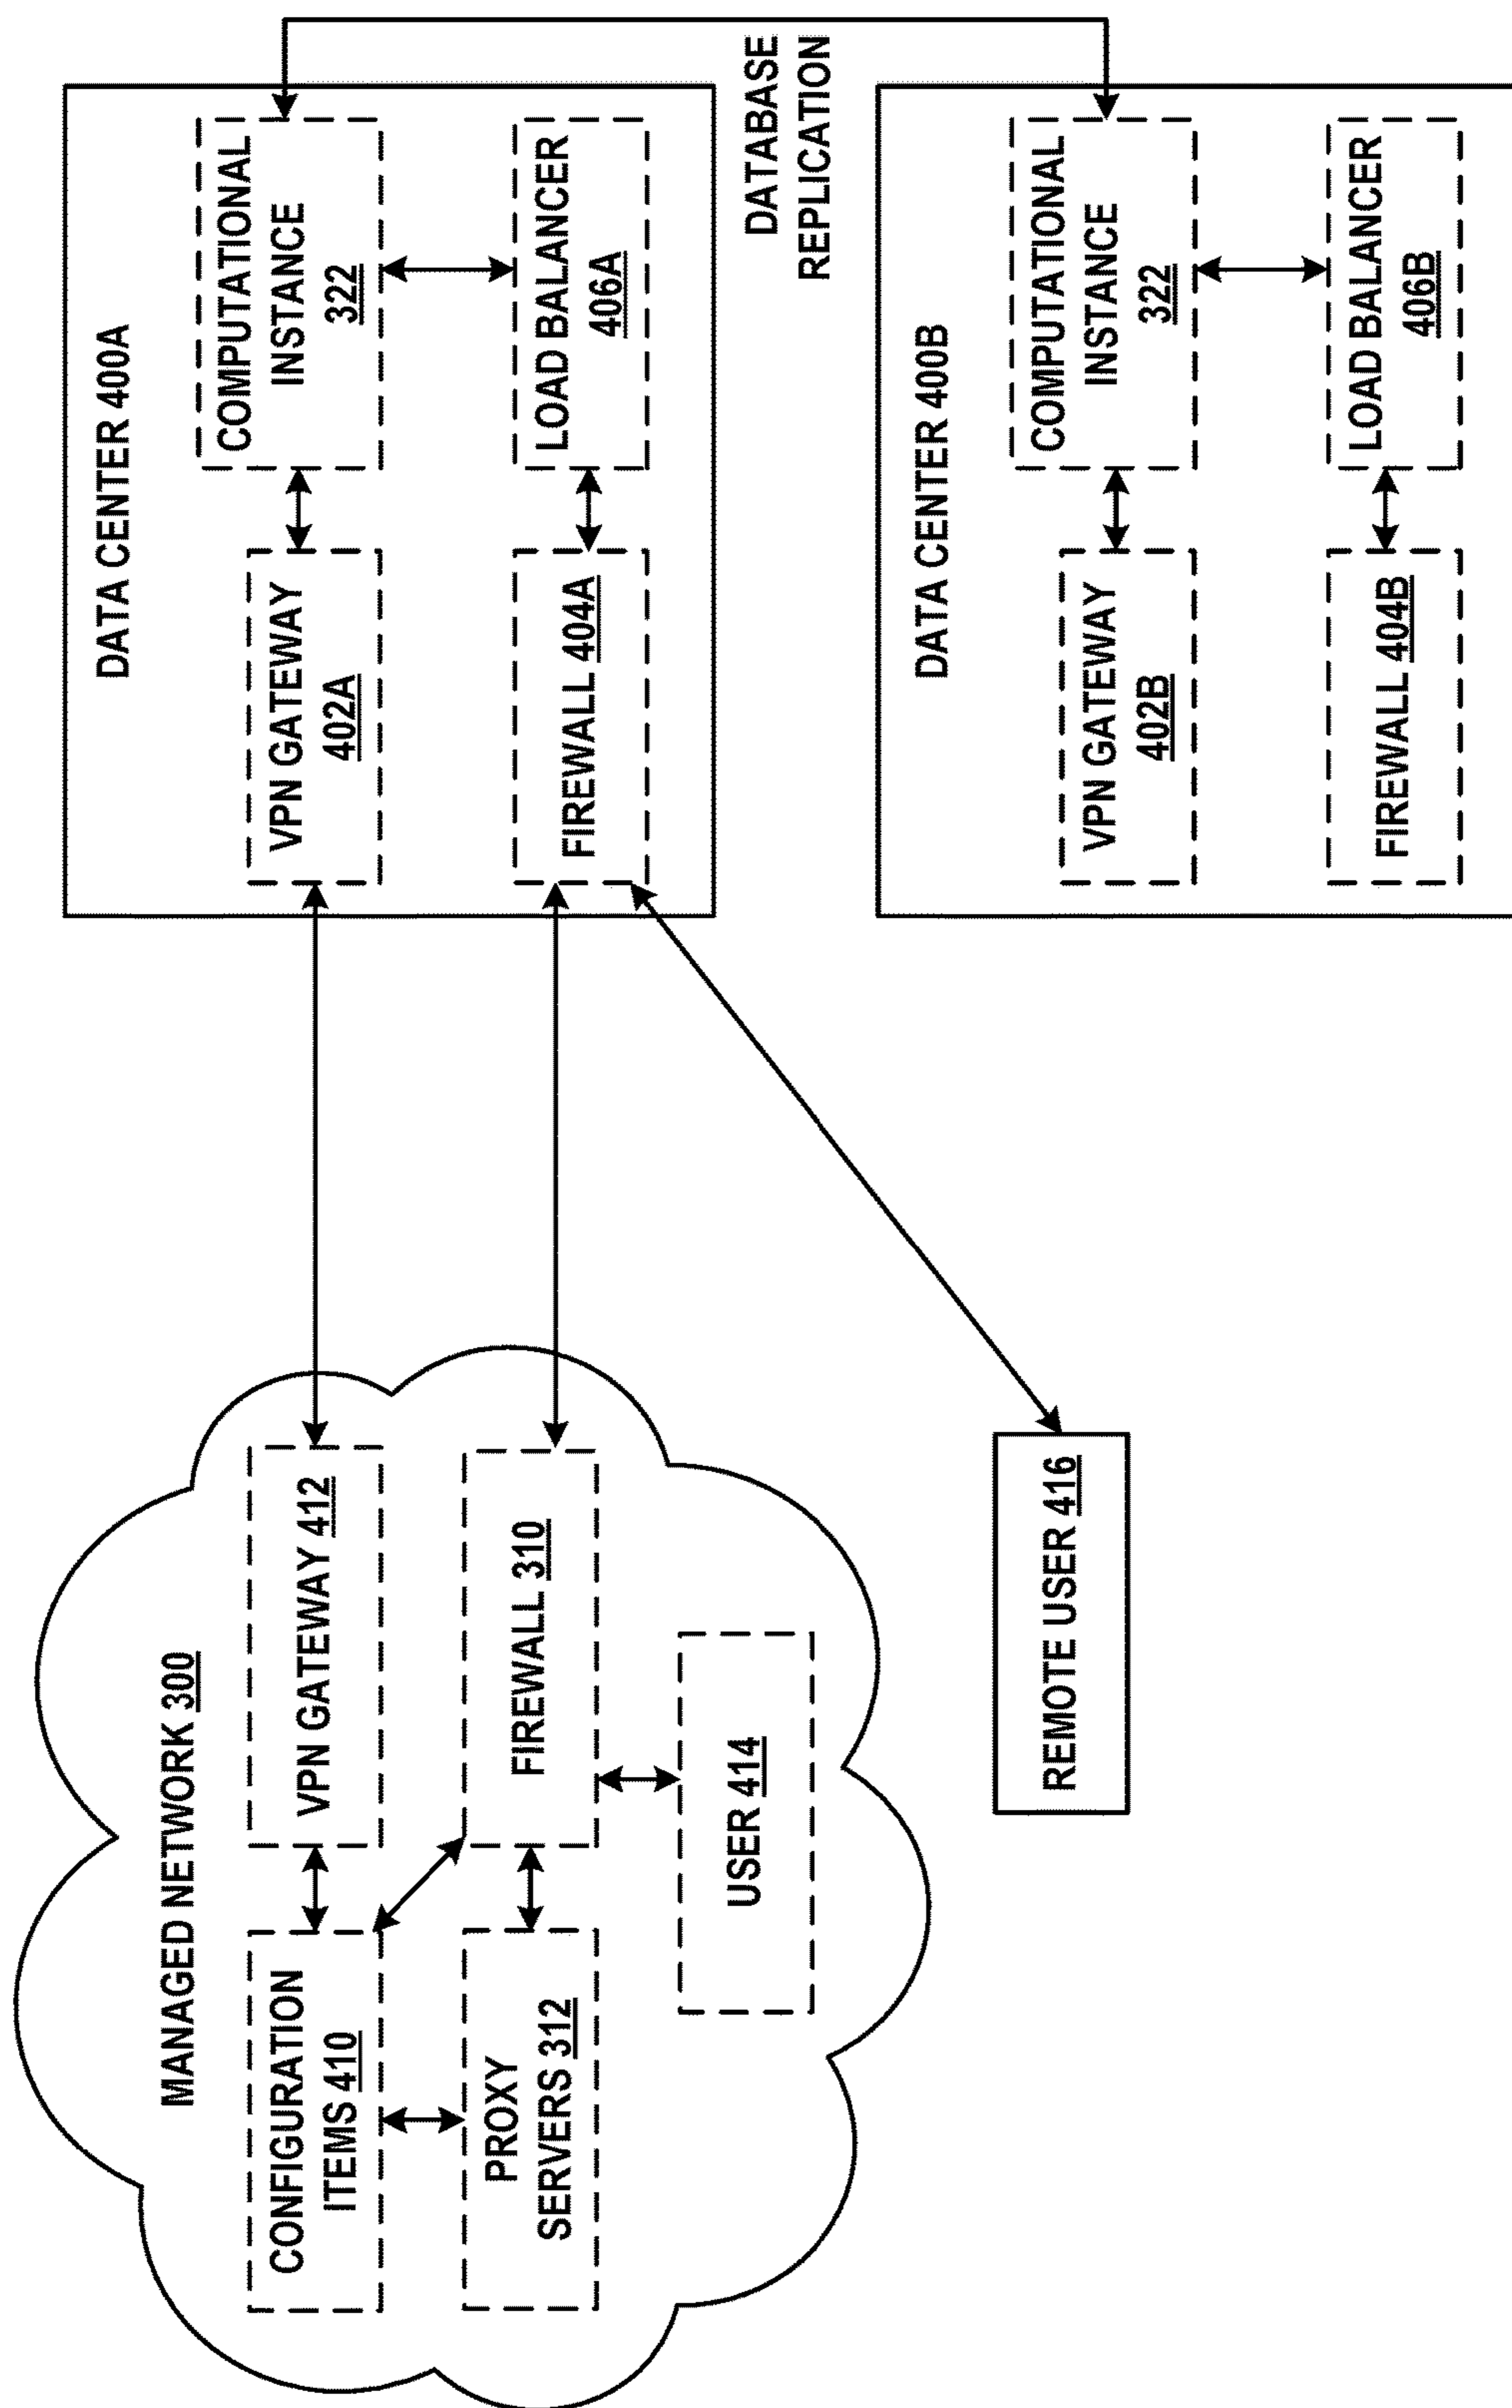 MANAGED NETWORK 300
CONFIGURATION
ITEMS 410
VPN GATEWAY 412
PROXY
SERVERS 312
FIREWALL 310
USER 414
REMOTE USER 416
DATA CENTER 400A
VPN GATEWAY
402A
COMPUTATIONAL
INSTANCE
322
FIREWALL 404A
LOAD BALANCER
406A
DATABASE
REPLICATION
DATA CENTER 400B
VPN GATEWAY
402B
COMPUTATIONAL
INSTANCE
322
FIREWALL 404B
LOAD BALANCER
406B